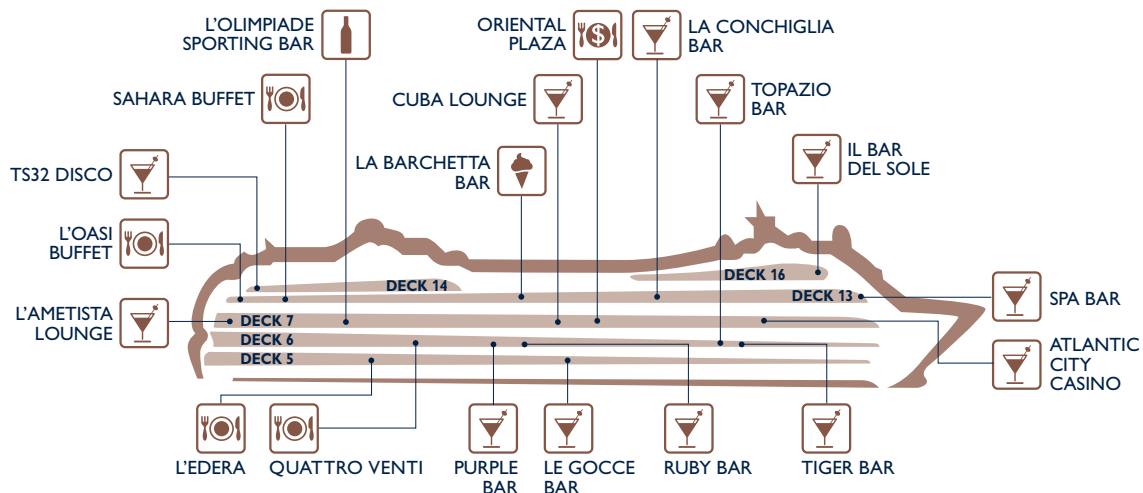 L'OLIMPIADE
SPORTING BAR
ORIENTAL
PLAZA
$
LA CONCHIGLIA
BAR
SAHARA BUFFET
CUBA LOUNGE
TOPAZIO
BAR
TS32 DISCO
LA BARCHETTA
BAR
IL BAR
DEL SOLE
L'OASI
BUFFET
DECK 16
DECK 14
DECK 13
SPA BAR
L'AMETISTA
LOUNGE
DECK 7
DECK 6
DECK 5
ATLANTIC
CITY
CASINO
L'EDERA
QUATTRO VENTI
PURPLE
BAR
LE GOCCE
BAR
RUBY BAR
TIGER BAR